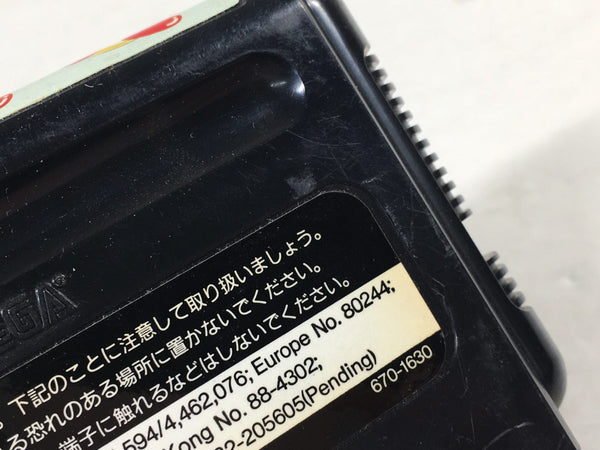 EGA®
下記のことに注意して取り扱いましょう。
る恐れのある場所に置かないでください。
端子に触れるなどはしないでください。
594/4,462,076; Europe No. 80244;
Kong No. 88-4302;
2-205605(Pending)
670-1630